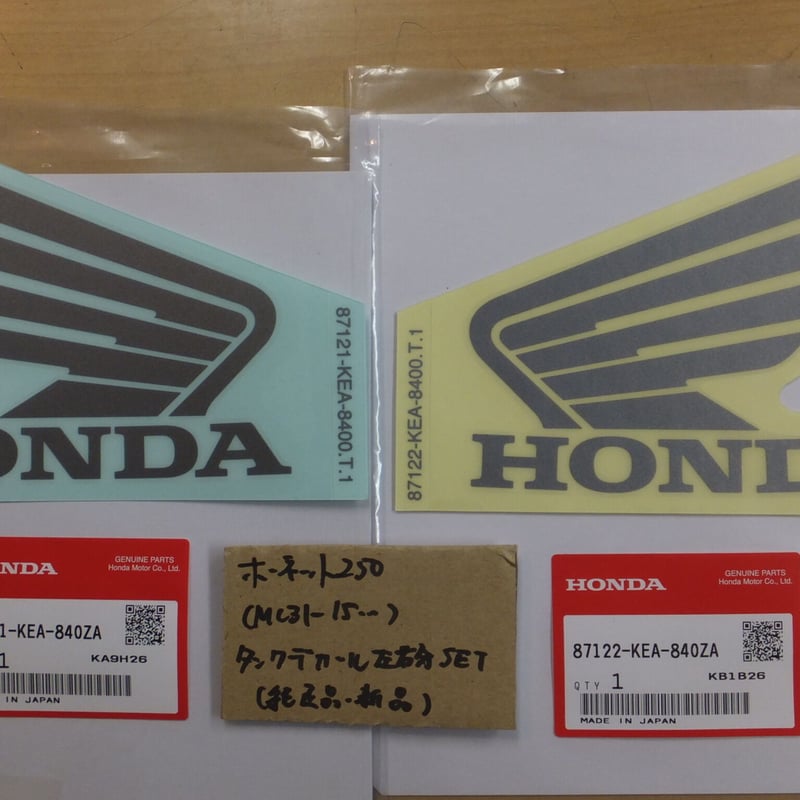 ONDA
87121-KEA-8400.T.1
87122-KEA-8400.T.1
HOND
NDA
GENUINE PARTS
Honda Motor Co., Ltd.
1-KEA-840ZA
1
KA9H26
IN JAPAN
ホーネット250
(MC31-15--)
タンクデカール左右分SET
(純正品・新品)
HONDA
GENUINE PARTS
Honda Motor Co., Ltd.
87122-KEA-840ZA
QTY 1
KB1B26
MADE IN JAPAN